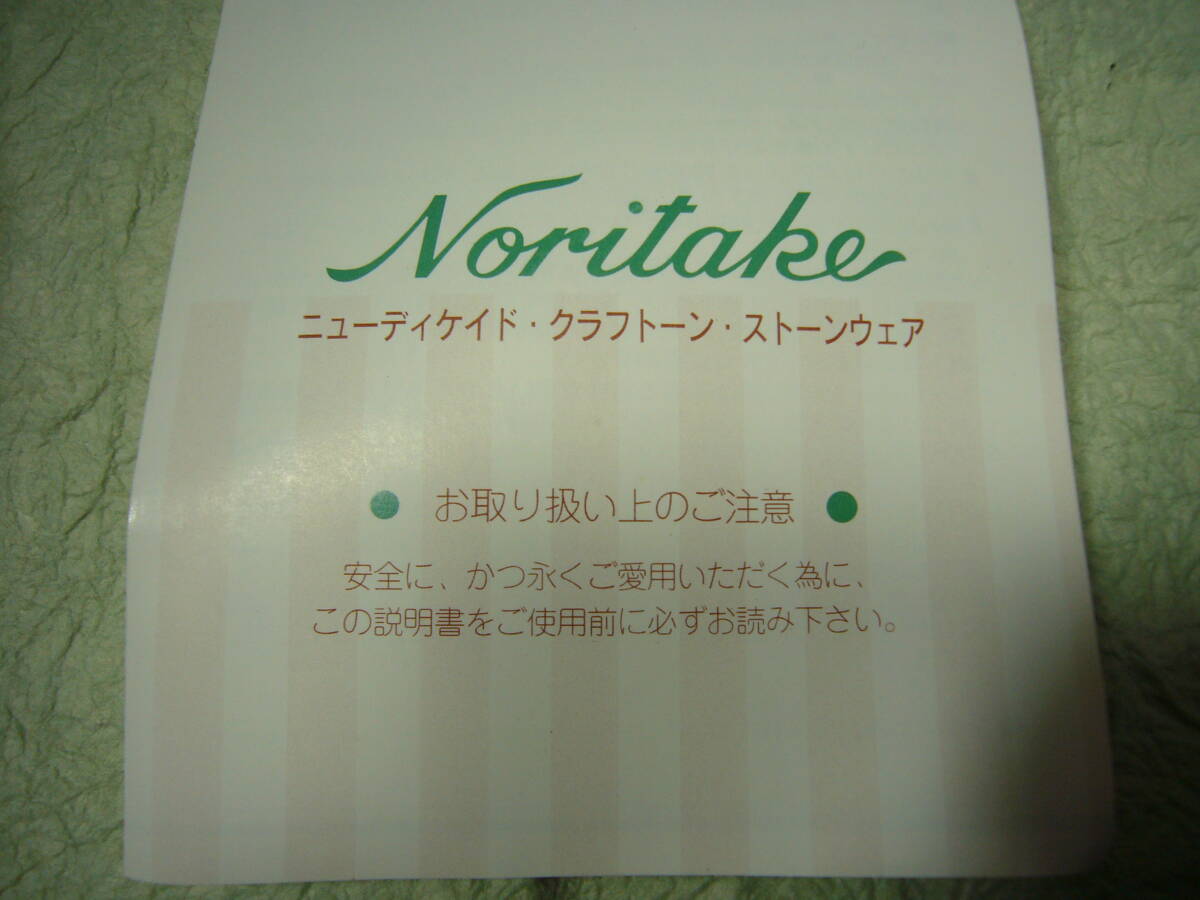 Noritake
ニューディケイド・クラフトーン・ストーンウェア
● お取り扱い上のご注意 ●
安全に、かつ永くご愛用いただく為に、
この説明書をご使用前に必ずお読み下さい。